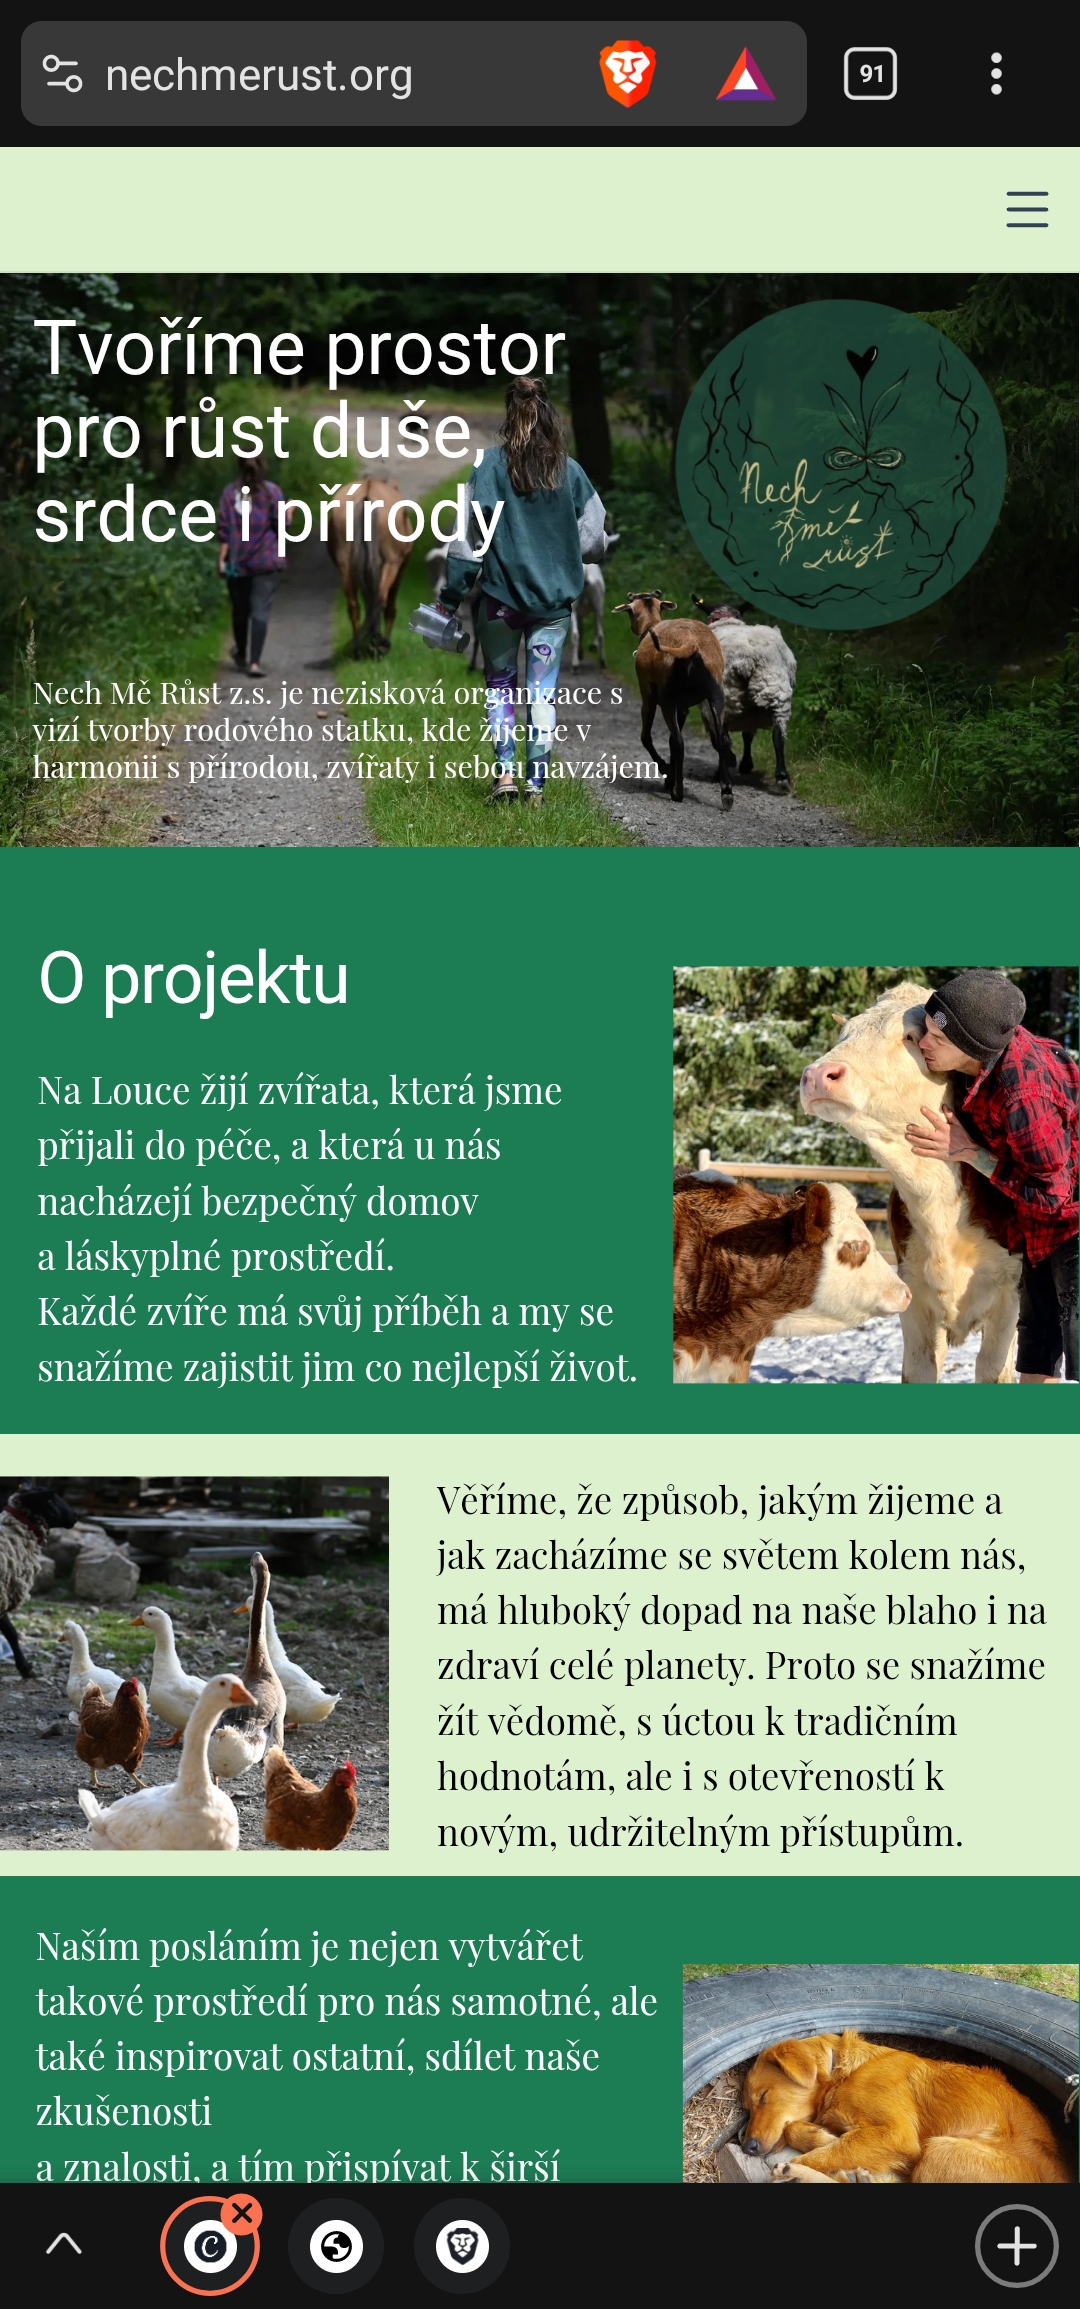 nechmerust.org
91
Tvoříme prostor
pro růst duše,
srdce i přírody
Nech
mě
růst
Nech Mě Růst z.s. je nezisková organizace s
vizí tvorby rodového statku, kde žijeme v
harmonii s přírodou, zvířaty i sebou navzájem.
O projektu
Na Louce žijí zvířata, která jsme
přijali do péče, a která u nás
nacházejí bezpečný domov
a láskyplné prostředí.
Každé zvíře má svůj příběh a my se
snažíme zajistit jim co nejlepší život.
Věříme, že způsob, jakým žijeme a
jak zacházíme se světem kolem nás,
má hluboký dopad na naše blaho i na
zdraví celé planety. Proto se snažíme
žít vědomě, s úctou k tradičním
hodnotám, ale i s otevřeností k
novým, udržitelným přístupům.
Naším posláním je nejen vytvářet
takové prostředí pro nás samotné, ale
také inspirovat ostatní, sdílet naše
zkušenosti
a znalosti, a tím přispívat k širší
C